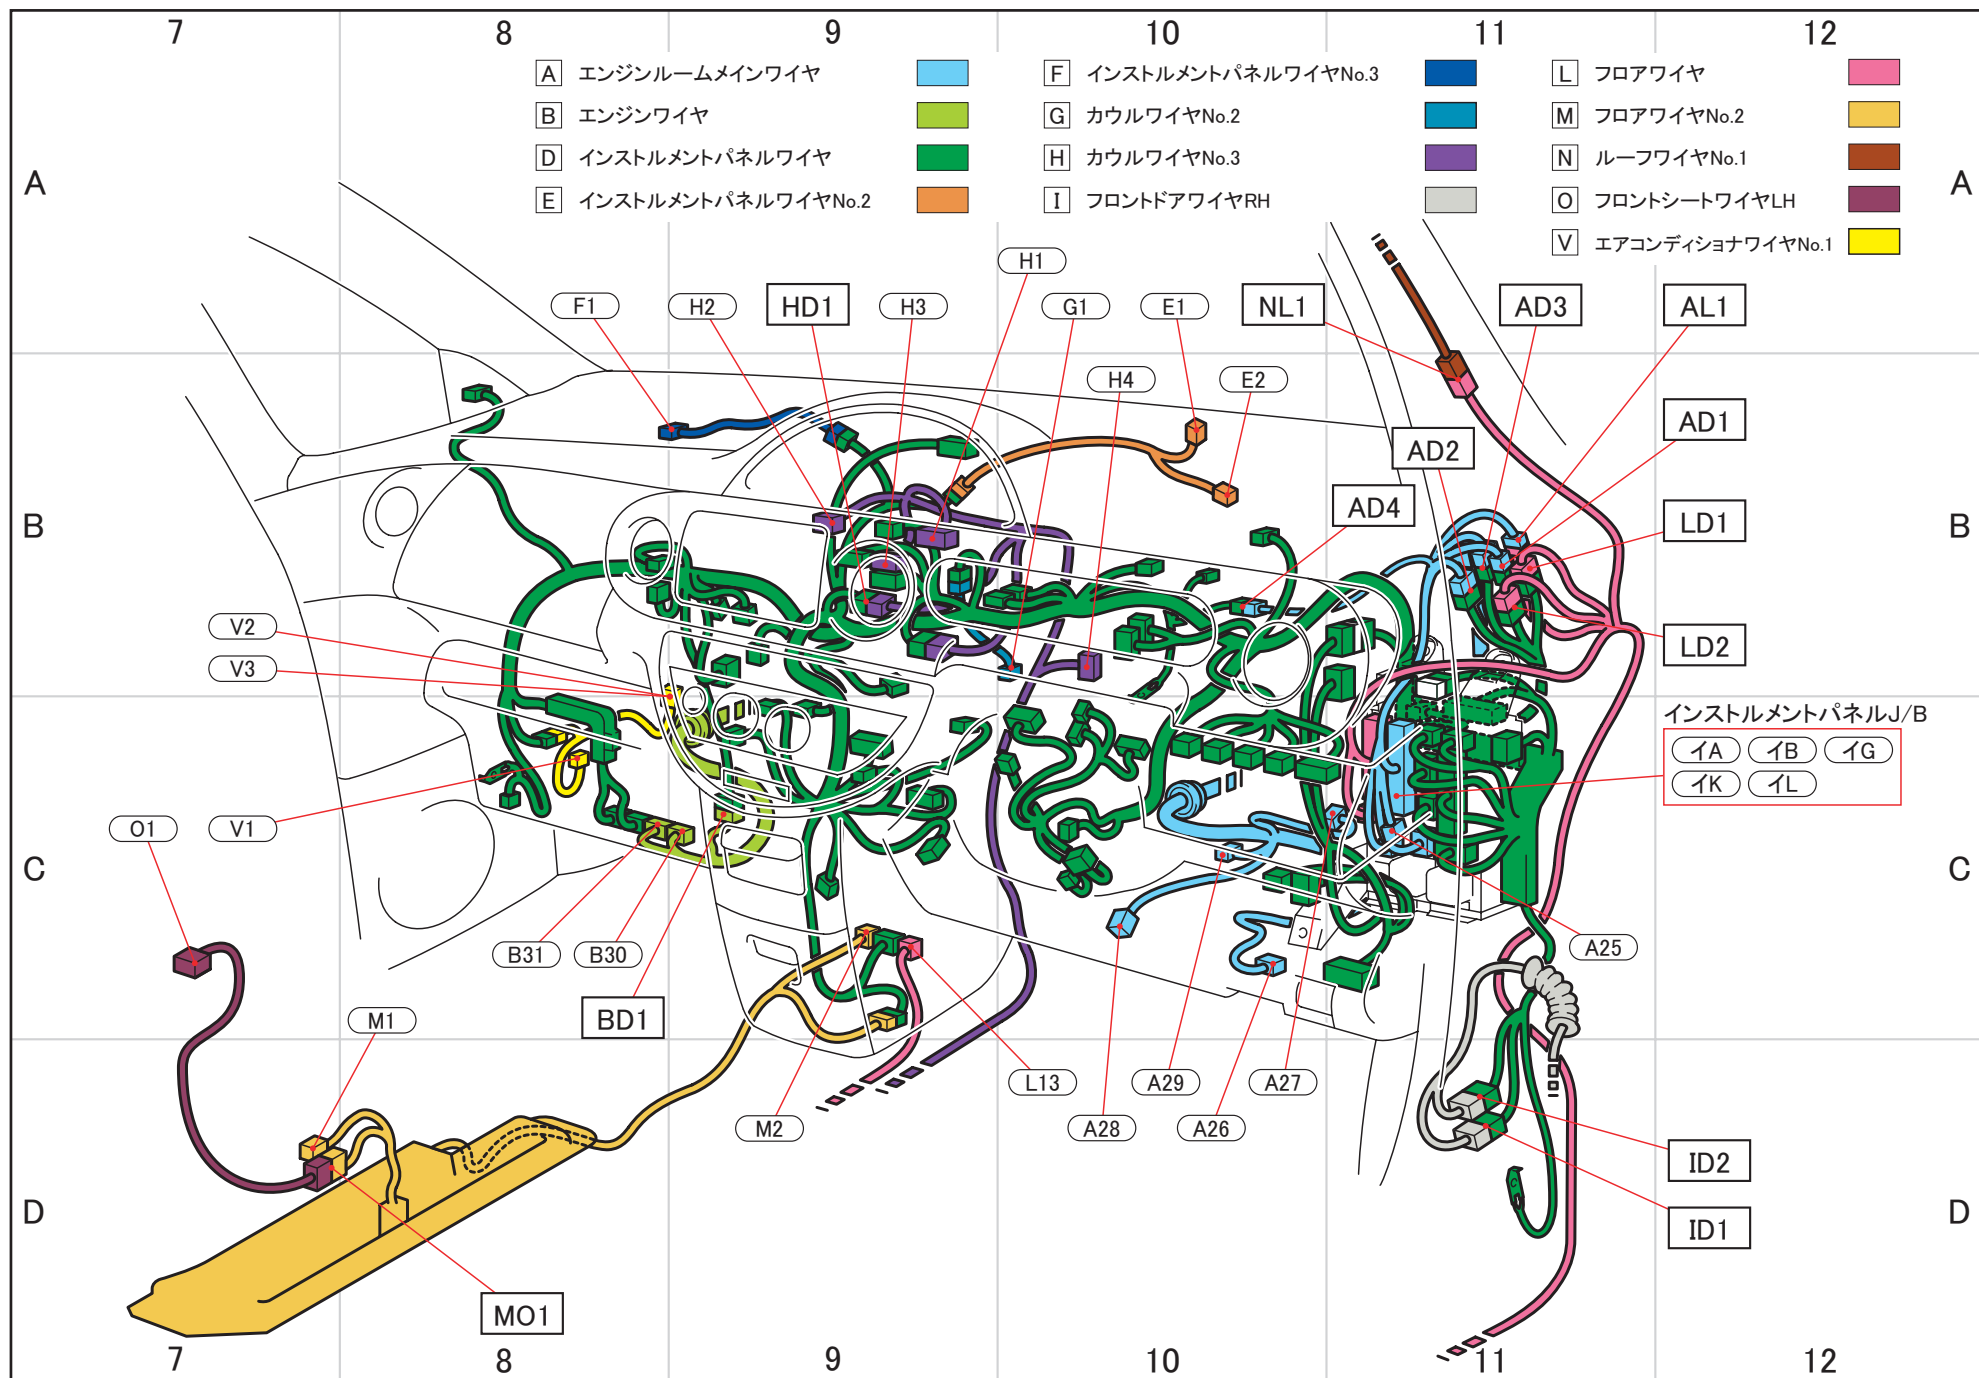 7 8 9 10 11 12
A エンジンルームメインワイヤ
B エンジンワイヤ
D インストルメントパネルワイヤ
E インストルメントパネルワイヤNo.2
F インストルメントパネルワイヤNo.3
G カウルワイヤNo.2
H カウルワイヤNo.3
I フロントドアワイヤRH
L フロアワイヤ
M フロアワイヤNo.2
N ルーフワイヤNo.1
O フロントシートワイヤLH
V エアコンディショナワイヤNo.1
A A
H1
F1 H2 HD1 H3 G1 E1 NL1 AD3 AL1
H4 E2
AD1
AD2
AD4
B LD1 B
V2
LD2
V3
インストルメントパネルJ/B
イA イB イG
イK イL
O1 V1
C C
B31 B30 A25
M1 BD1
L13 A29 A27
M2 A28 A26
ID2
D ID1 D
MO1
7 8 9 10 11 12